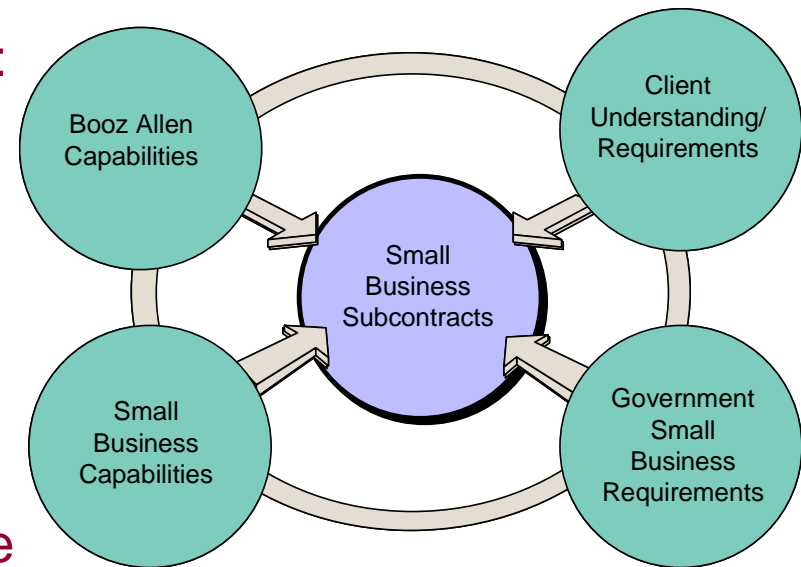 :
Booz Allen
Capabilities
Client
Understanding/
Requirements
Small
Business
Subcontracts
Small
Business
Capabilities
Government
Small
Business
Requirements
e